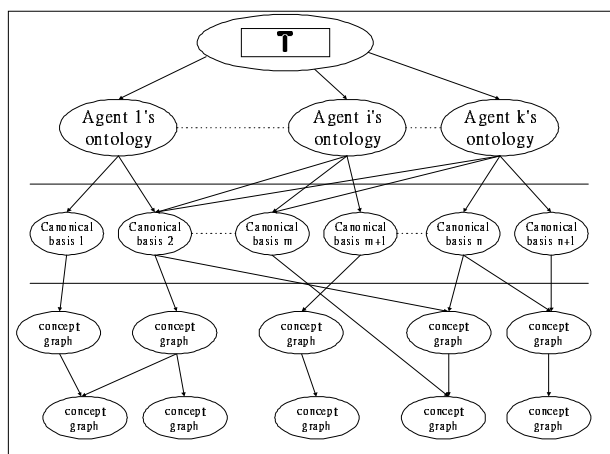 T
Agent 1's
ontology
Agent i's
ontology
Agent k's
ontology
Canonical
basis 1
Canonical
basis 2
Canonical
basis m
Canonical
basis m+1
Canonical
basis n
Canonical
basis n+1
concept
graph
concept
graph
concept
graph
concept
graph
concept
graph
concept
graph
concept
graph
concept
graph
concept
graph
concept
graph